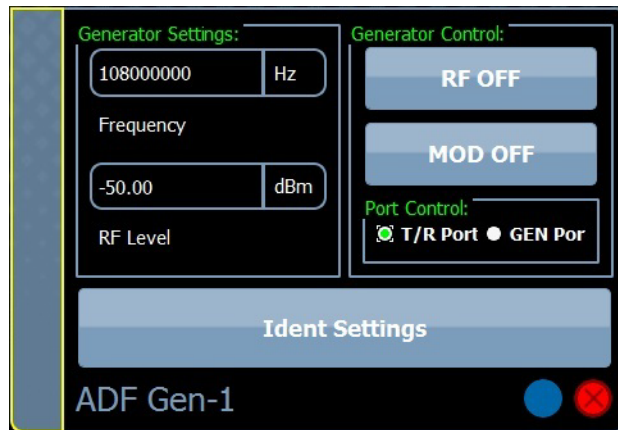 Generator Settings:
108000000 Hz
Frequency
-50.00 dBm
RF Level
Generator Control:
RF OFF
MOD OFF
Port Control:
T/R Port GEN Por
Ident Settings
ADF Gen-1